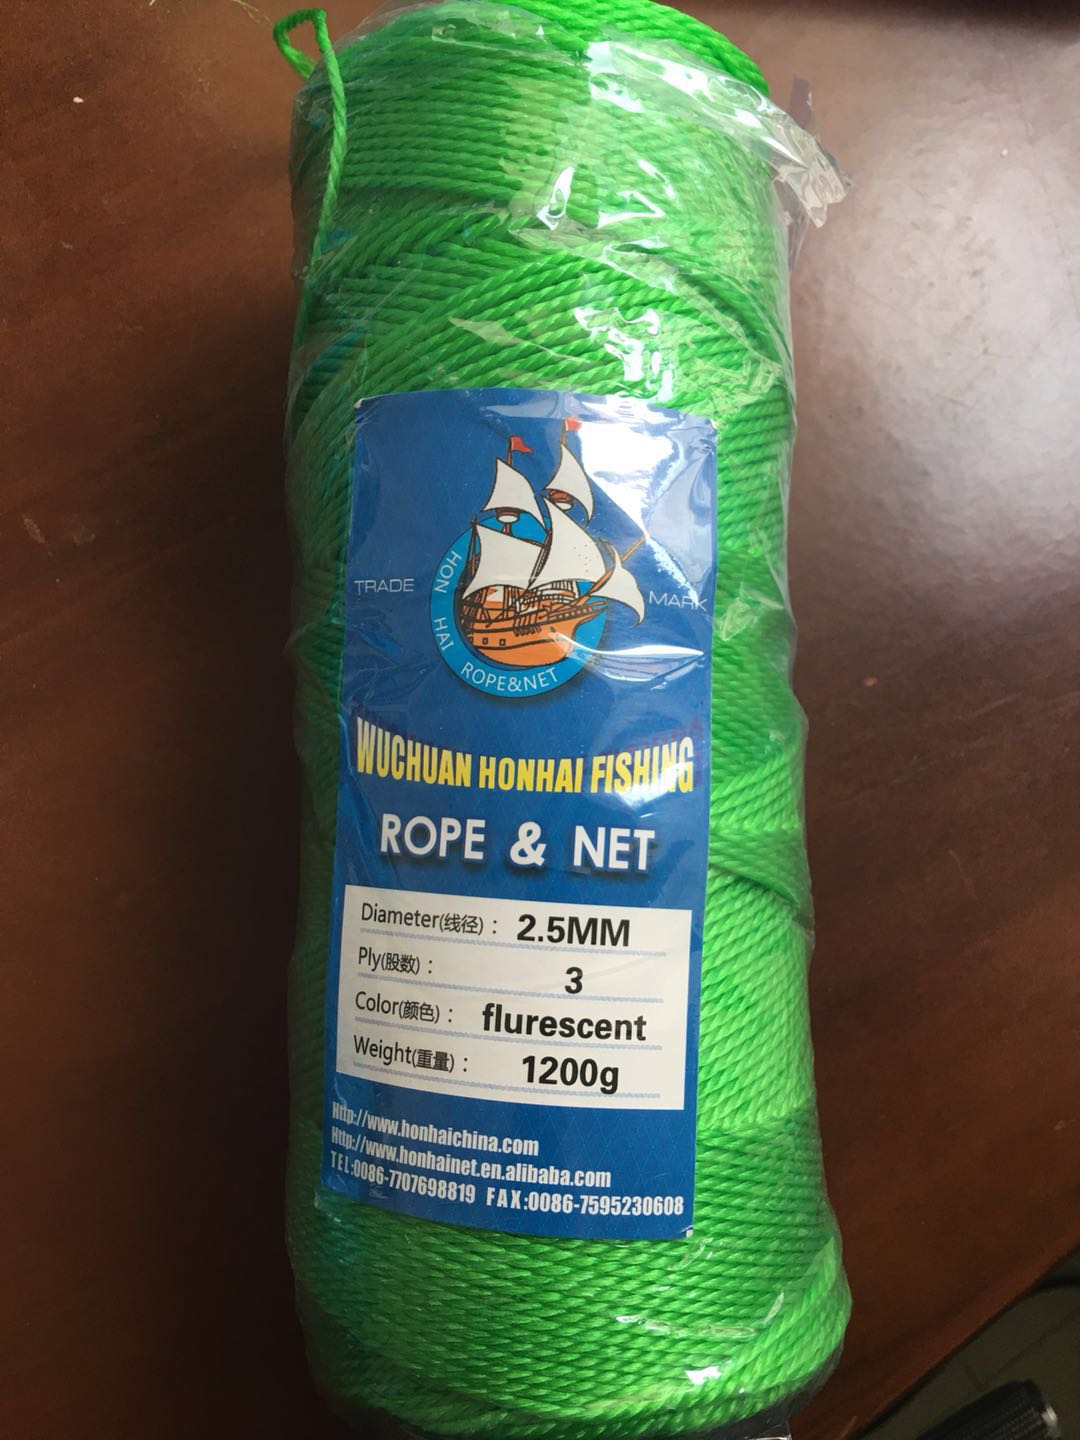 TRADE
MARK
HON HAI ROPE&NET
WUCHUAN HONHAI FISHING
ROPE & NET
Diameter(线径): 2.5MM
Ply(股数): 3
Color(颜色): flurescent
Weight(重量): 1200g
Http://www.honhaichina.com
Http://www.honhainet.en.alibaba.com
TEL:0086-7707698819 FAX:0086-7595230608